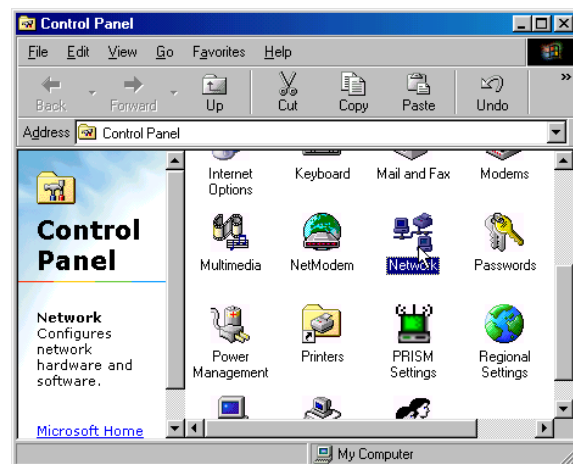 Control Panel
File Edit View Go Favorites Help
Back Forward Up Cut Copy Paste Undo »
Address Control Panel
Internet Options Keyboard Mail and Fax Modems
Control Panel
Multimedia NetModem Network Passwords
Network
Configures
network
hardware and
software.
Power Management Printers PRISM Settings Regional Settings
Microsoft Home
My Computer